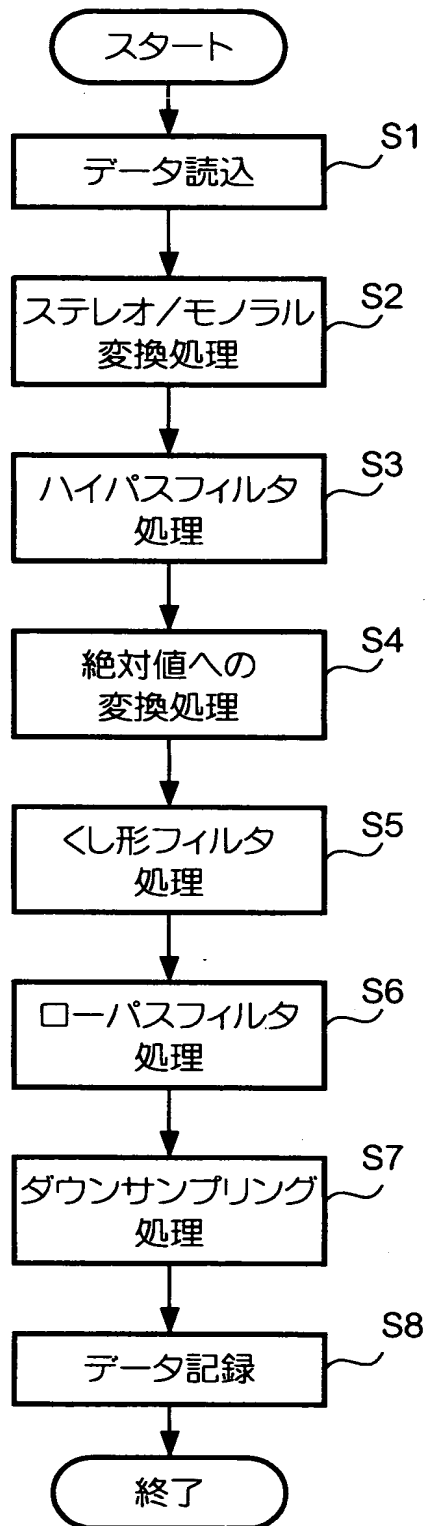 スタート
データ読込
S1
ステレオ/モノラル
変換処理
S2
ハイパスフィルタ
処理
S3
絶対値への
変換処理
S4
くし形フィルタ
処理
S5
ローパスフィルタ
処理
S6
ダウンサンプリング
処理
S7
データ記録
S8
終了